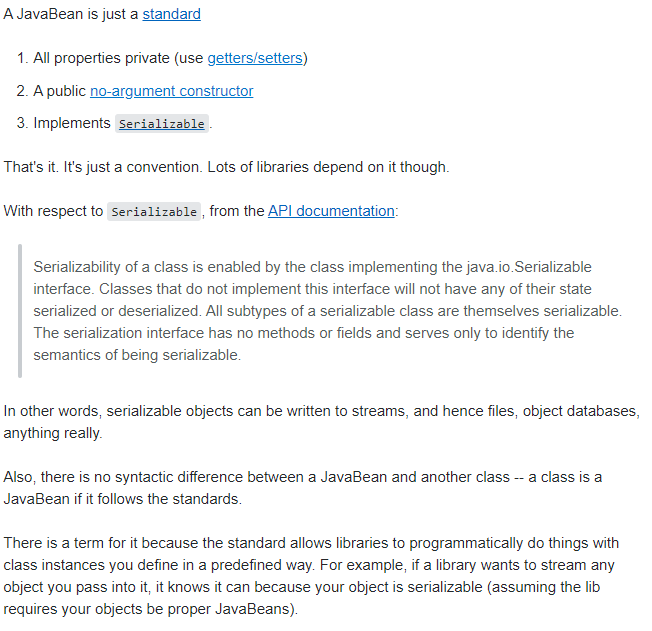 A JavaBean is just a standard
1. All properties private (use getters/setters)
2. A public no-argument constructor
3. Implements Serializable.
That's it. It's just a convention. Lots of libraries depend on it though.
With respect to Serializable, from the API documentation:
Serializability of a class is enabled by the class implementing the java.io.Serializable
interface. Classes that do not implement this interface will not have any of their state
serialized or deserialized. All subtypes of a serializable class are themselves serializable.
The serialization interface has no methods or fields and serves only to identify the
semantics of being serializable.
In other words, serializable objects can be written to streams, and hence files, object databases,
anything really.
Also, there is no syntactic difference between a JavaBean and another class -- a class is a
JavaBean if it follows the standards.
There is a term for it because the standard allows libraries to programmatically do things with
class instances you define in a predefined way. For example, if a library wants to stream any
object you pass into it, it knows it can because your object is serializable (assuming the lib
requires your objects be proper JavaBeans).